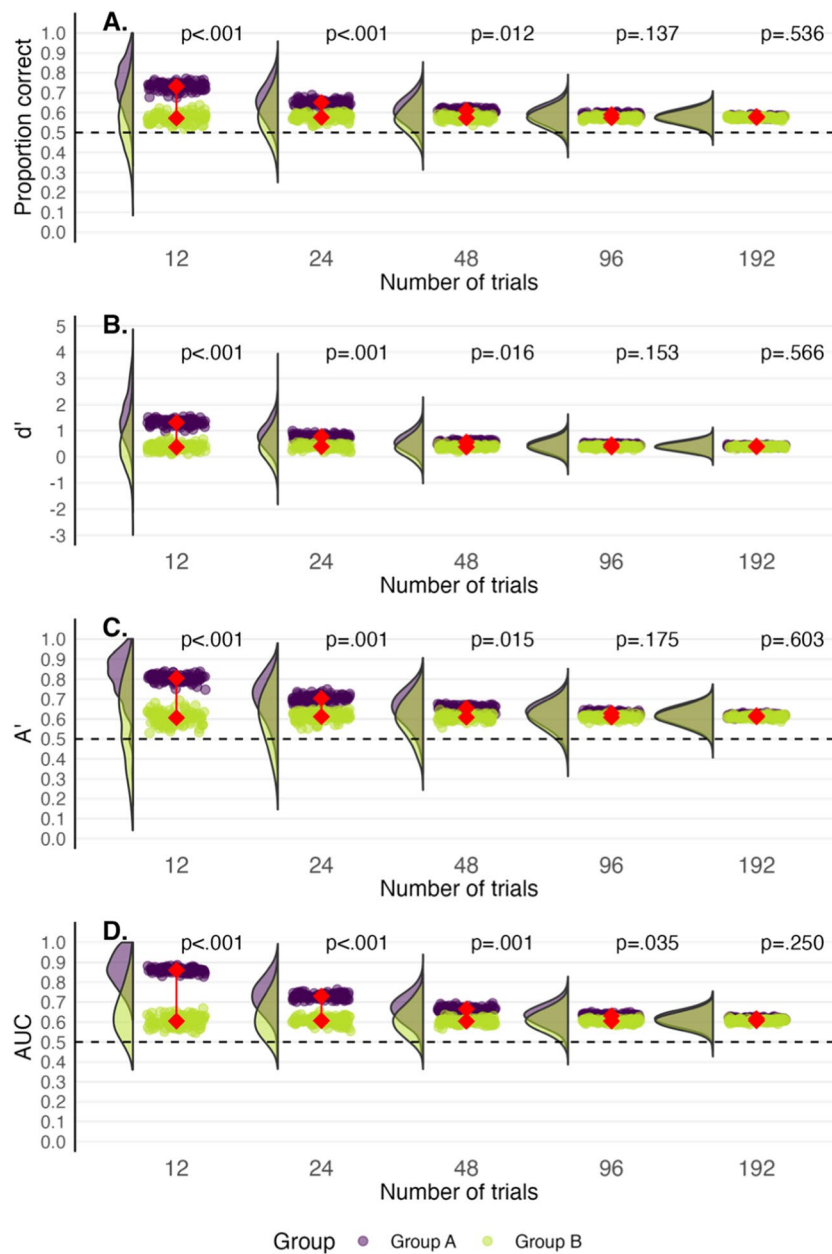 A.
p<.001 p<.001 p=.012 p=.137 p=.536
Proportion correct
1.0
0.9
0.8
0.7
0.6
0.5
0.4
0.3
0.2
0.1
0.0
12 24 48 96 192
Number of trials
B.
p<.001 p=.001 p=.016 p=.153 p=.566
d'
5
4
3
2
1
0
-1
-2
-3
12 24 48 96 192
Number of trials
C.
p<.001 p=.001 p=.015 p=.175 p=.603
A'
1.0
0.9
0.8
0.7
0.6
0.5
0.4
0.3
0.2
0.1
0.0
12 24 48 96 192
Number of trials
D.
p<.001 p<.001 p=.001 p=.035 p=.250
AUC
1.0
0.9
0.8
0.7
0.6
0.5
0.4
0.3
0.2
0.1
0.0
12 24 48 96 192
Number of trials
Group Group A Group B